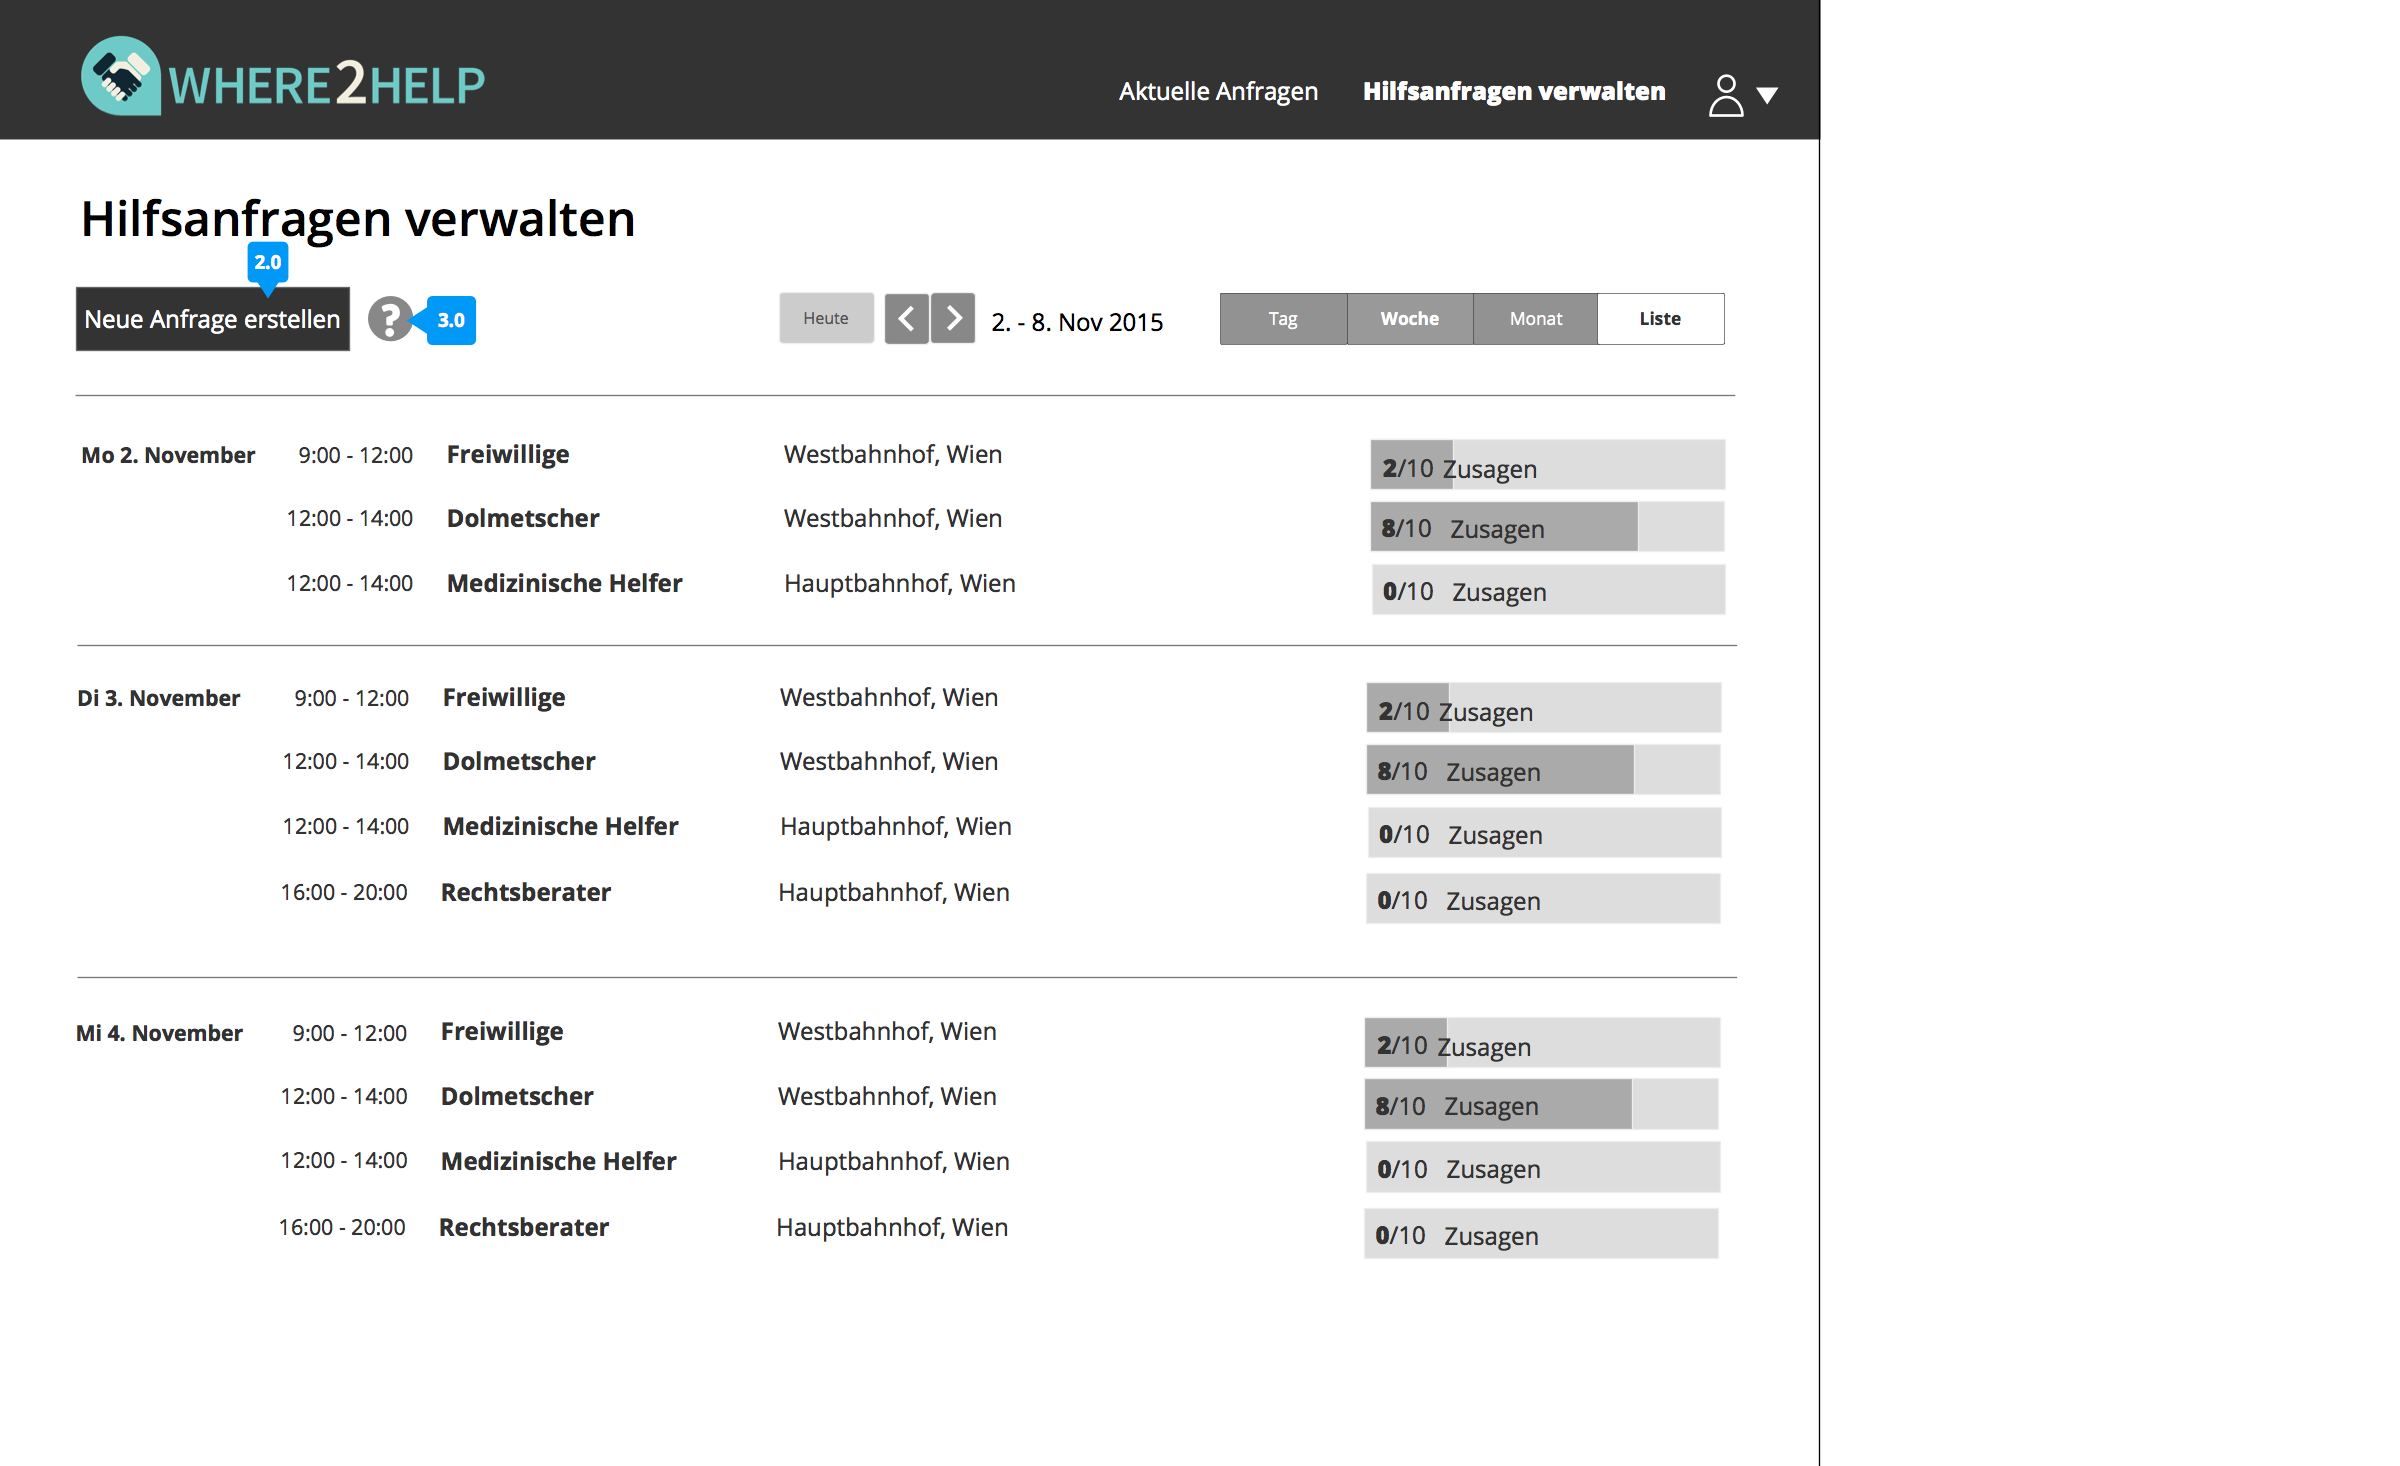 WHERE2HELP
Aktuelle Anfragen Hilfsanfragen verwalten
Hilfsanfragen verwalten
2.0
Neue Anfrage erstellen ? 3.0 Heute 2. - 8. Nov 2015 Tag Woche Monat Liste
Mo 2. November 9:00 - 12:00 Freiwillige Westbahnhof, Wien 2/10 Zusagen
12:00 - 14:00 Dolmetscher Westbahnhof, Wien 8/10 Zusagen
12:00 - 14:00 Medizinische Helfer Hauptbahnhof, Wien 0/10 Zusagen
Di 3. November 9:00 - 12:00 Freiwillige Westbahnhof, Wien 2/10 Zusagen
12:00 - 14:00 Dolmetscher Westbahnhof, Wien 8/10 Zusagen
12:00 - 14:00 Medizinische Helfer Hauptbahnhof, Wien 0/10 Zusagen
16:00 - 20:00 Rechtsberater Hauptbahnhof, Wien 0/10 Zusagen
Mi 4. November 9:00 - 12:00 Freiwillige Westbahnhof, Wien 2/10 Zusagen
12:00 - 14:00 Dolmetscher Westbahnhof, Wien 8/10 Zusagen
12:00 - 14:00 Medizinische Helfer Hauptbahnhof, Wien 0/10 Zusagen
16:00 - 20:00 Rechtsberater Hauptbahnhof, Wien 0/10 Zusagen